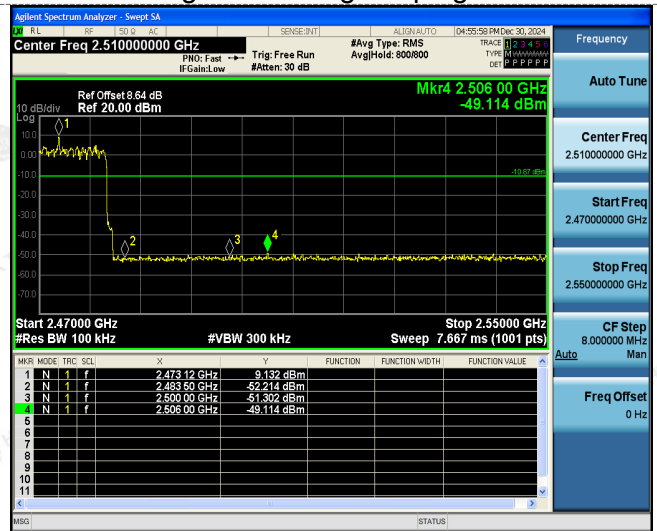 Agilent Spectrum Analyzer - Swept SA
RL RF 50 Ω AC SENSE:INT ALIGN AUTO 04:55:58 PM Dec 30, 2024
Center Freq 2.510000000 GHz
PNO: Fast
IFGain:Low
Trig: Free Run
#Atten: 30 dB
#Avg Type: RMS
Avg|Hold: 800/800
TRACE 1 2 3 4 5 6
TYPE M
DET P P P P P P
Mkr4 2.506 00 GHz
-49.114 dBm
Ref Offset 8.64 dB
Ref 20.00 dBm
10 dB/div
Log
10.0
0.00
-10.0
-20.0
-30.0
-40.0
-50.0
-60.0
-70.0
1
2
3
4
-10.87 dBm
Start 2.47000 GHz Stop 2.55000 GHz
#Res BW 100 kHz #VBW 300 kHz Sweep 7.667 ms (1001 pts)
MKR MODE TRC SCL X Y FUNCTION FUNCTION WIDTH FUNCTION VALUE
1 N 1 f 2.473 12 GHz 9.132 dBm
2 N 1 f 2.483 50 GHz -52.214 dBm
3 N 1 f 2.500 00 GHz -51.302 dBm
4 N 1 f 2.506 00 GHz -49.114 dBm
5
6
7
8
9
10
11
MSG STATUS
Frequency
Auto Tune
Center Freq
2.510000000 GHz
Start Freq
2.470000000 GHz
Stop Freq
2.550000000 GHz
CF Step
8.000000 MHz
Auto Man
Freq Offset
0 Hz